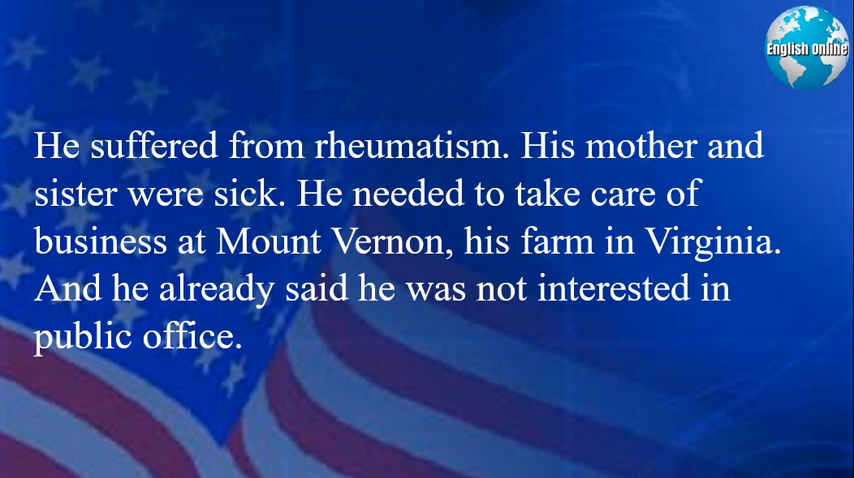 English Online
He suffered from rheumatism. His mother and
sister were sick. He needed to take care of
business at Mount Vernon, his farm in Virginia.
And he already said he was not interested in
public office.